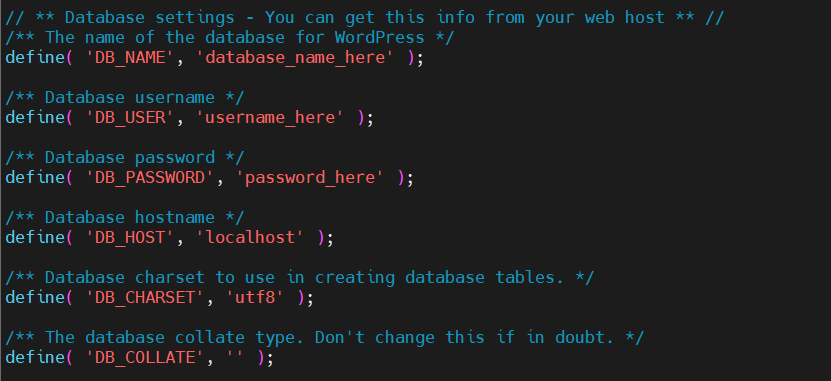 // ** Database settings - You can get this info from your web host ** //
/** The name of the database for WordPress */
define( 'DB_NAME', 'database_name_here' );
/** Database username */
define( 'DB_USER', 'username_here' );
/** Database password */
define( 'DB_PASSWORD', 'password_here' );
/** Database hostname */
define( 'DB_HOST', 'localhost' );
/** Database charset to use in creating database tables. */
define( 'DB_CHARSET', 'utf8' );
/** The database collate type. Don't change this if in doubt. */
define( 'DB_COLLATE', '' );